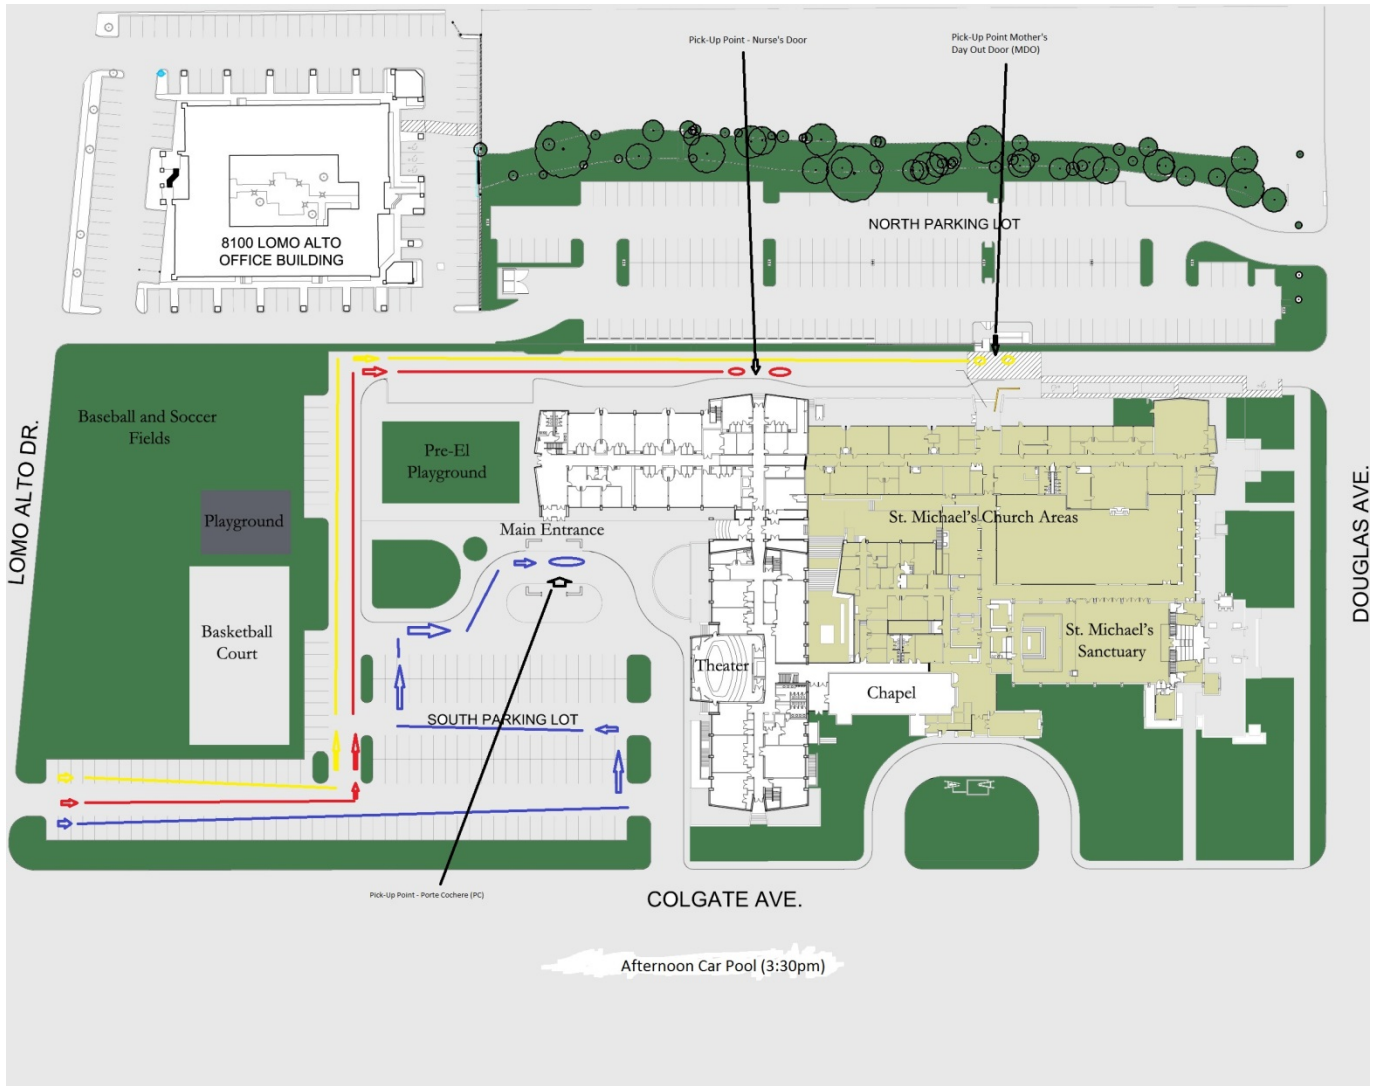 Pick-Up Point - Nurse's Door
Pick-Up Point Mother's
Day Out Door (MDO)
NORTH PARKING LOT
8100 LOMO ALTO
OFFICE BUILDING
Baseball and Soccer
Fields
LOMO ALTO DR.
Pre-El
Playground
Playground
Main Entrance
St. Michael's Church Areas
DOUGLAS AVE.
Basketball
Court
Theater
St. Michael's
Sanctuary
Chapel
SOUTH PARKING LOT
Pick-Up Point - Porte Cochere (PC)
COLGATE AVE.
Afternoon Car Pool (3:30pm)